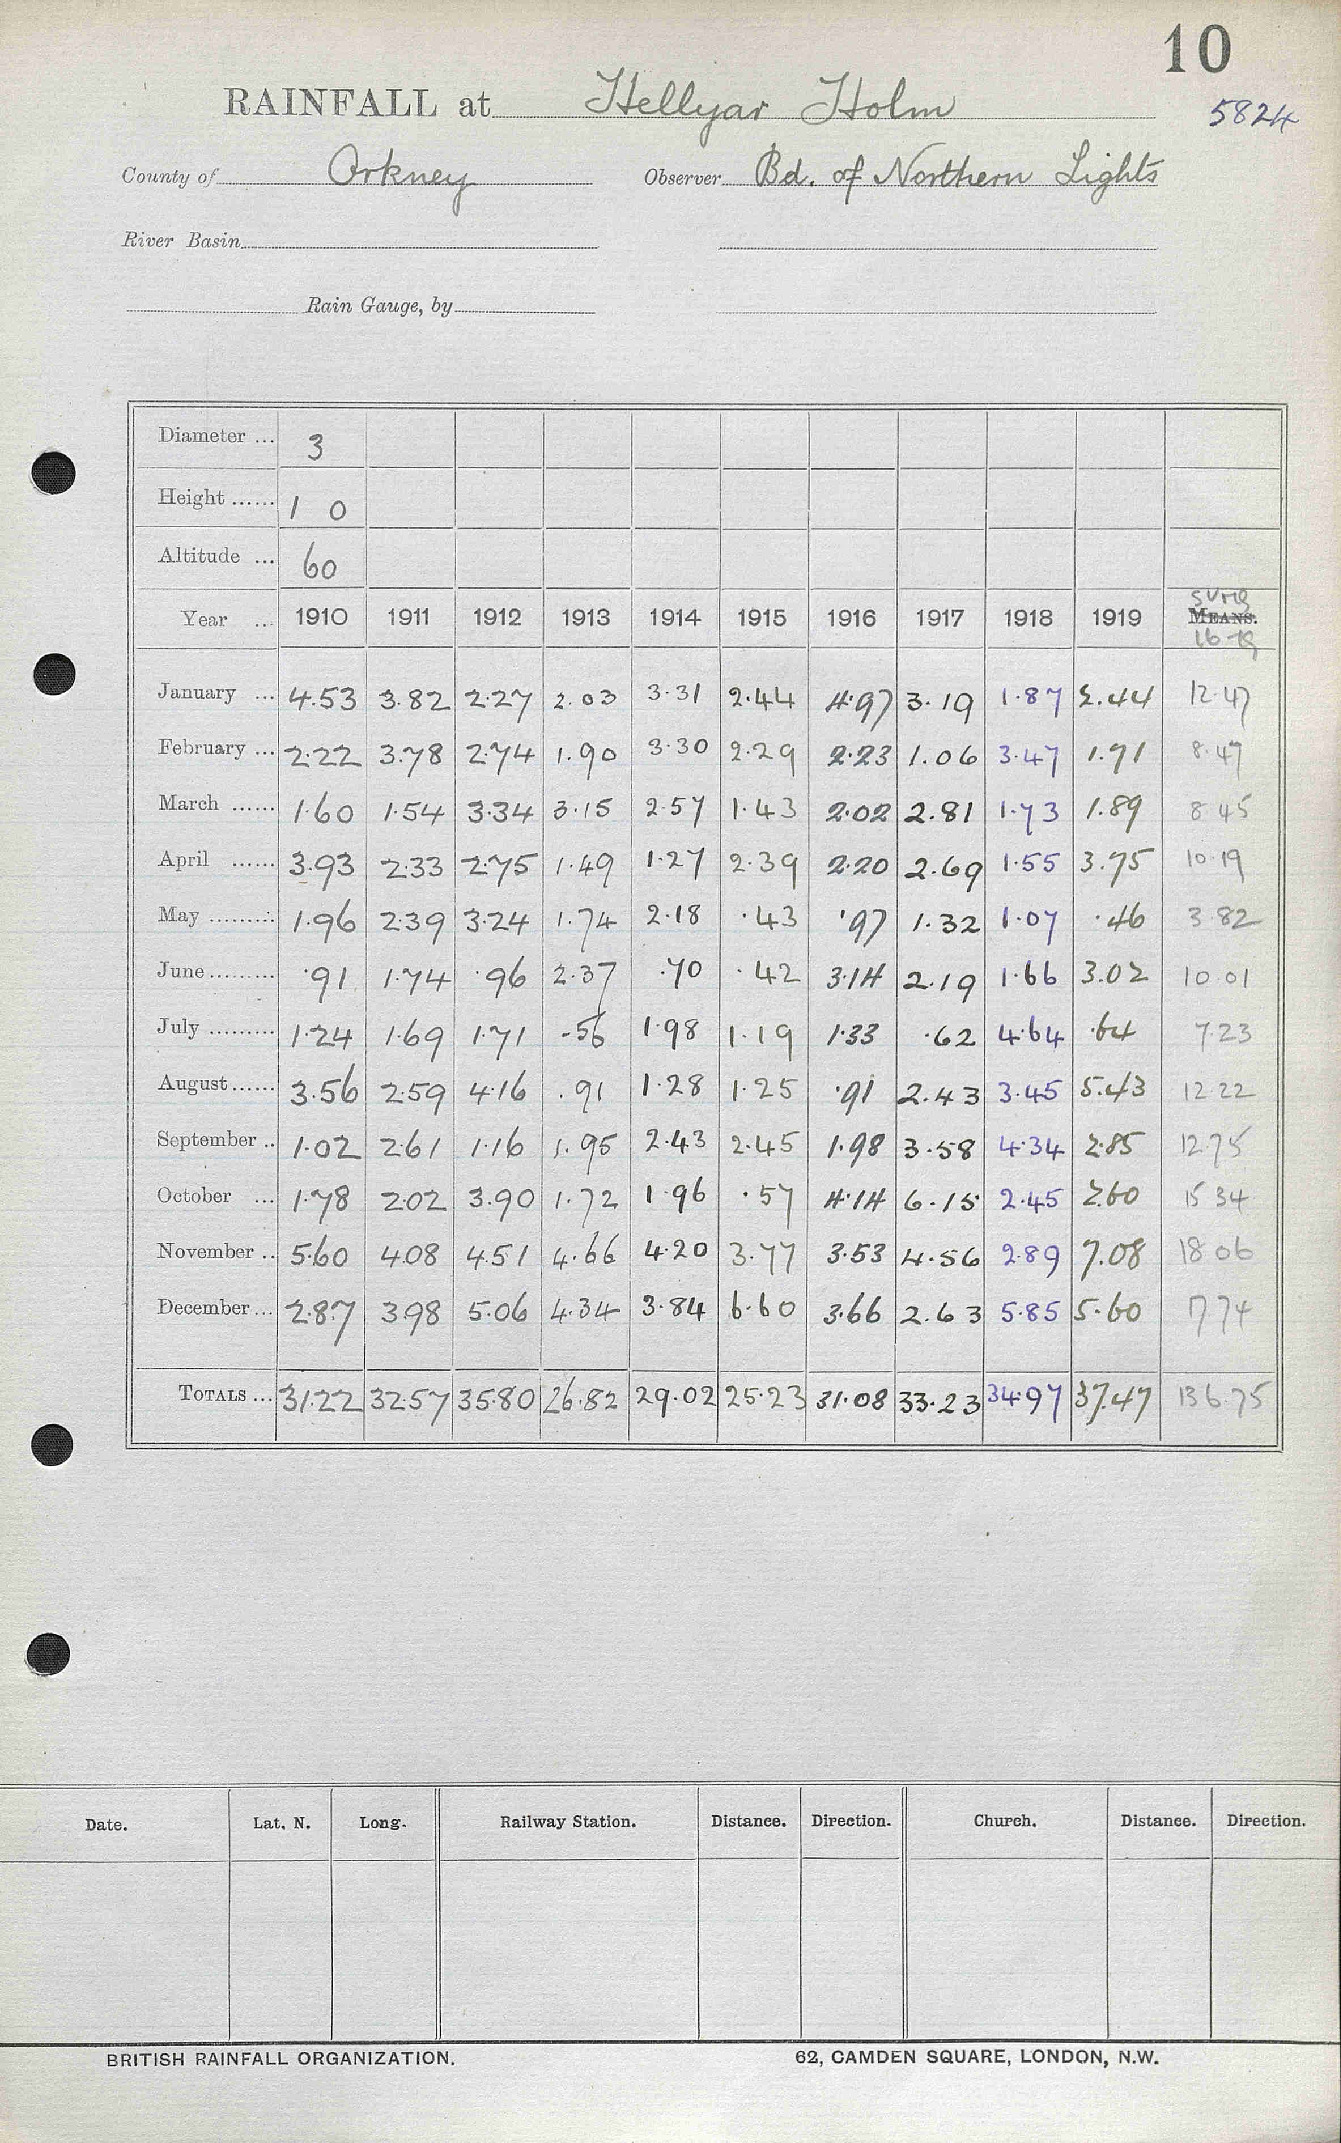 10
RAINFALL at Hellyar Holm 5824
County of Orkney Observer Bd. of Northern Lights
River Basin
Rain Gauge, by
Diameter ... 3
Height ...... 1 0
Altitude ... 60
sums
Year ... 1910 1911 1912 1913 1914 1915 1916 1917 1918 1919 MEANS.
16-19
January ... 4.53 3.82 2.27 2.03 3.31 2.44 4.97 3.19 1.87 2.44 12.47
February ... 2.22 3.78 2.74 1.90 3.30 2.29 2.23 1.06 3.47 1.71 8.47
March ...... 1.60 1.54 3.34 3.15 2.57 1.43 2.02 2.81 1.73 1.89 8.45
April ...... 3.93 2.33 2.75 1.49 1.27 2.39 2.20 2.69 1.55 3.75 10.19
May ......... 1.96 2.39 3.24 1.74 2.18 .43 .97 1.32 1.07 .46 3.82
June ......... .91 1.74 .96 2.37 .70 .42 3.14 2.19 1.66 3.02 10.01
July ......... 1.24 1.69 1.71 .56 1.98 1.19 1.33 .62 4.64 .64 7.23
August ...... 3.56 2.59 4.16 .91 1.28 1.25 .91 2.43 3.45 5.43 12.22
September .. 1.02 2.61 1.16 1.95 2.43 2.45 1.98 3.58 4.34 2.85 12.75
October ... 1.78 2.02 3.90 1.72 1.96 .57 4.14 6.15 2.45 2.60 15 34
November .. 5.60 4.08 4.51 4.66 4.20 3.77 3.53 4.56 2.89 7.08 18 06
December ... 2.87 3.98 5.06 4.34 3.84 6.60 3.66 2.63 5.85 5.60 17 74
TOTALS ... 31.22 32.57 35.80 26.82 29.02 25.23 31.08 33.23 34.97 37.47 136.75
Date. Lat. N. Long. Railway Station. Distance. Direction. Church. Distance. Direction.
BRITISH RAINFALL ORGANIZATION. 62, CAMDEN SQUARE, LONDON, N.W.